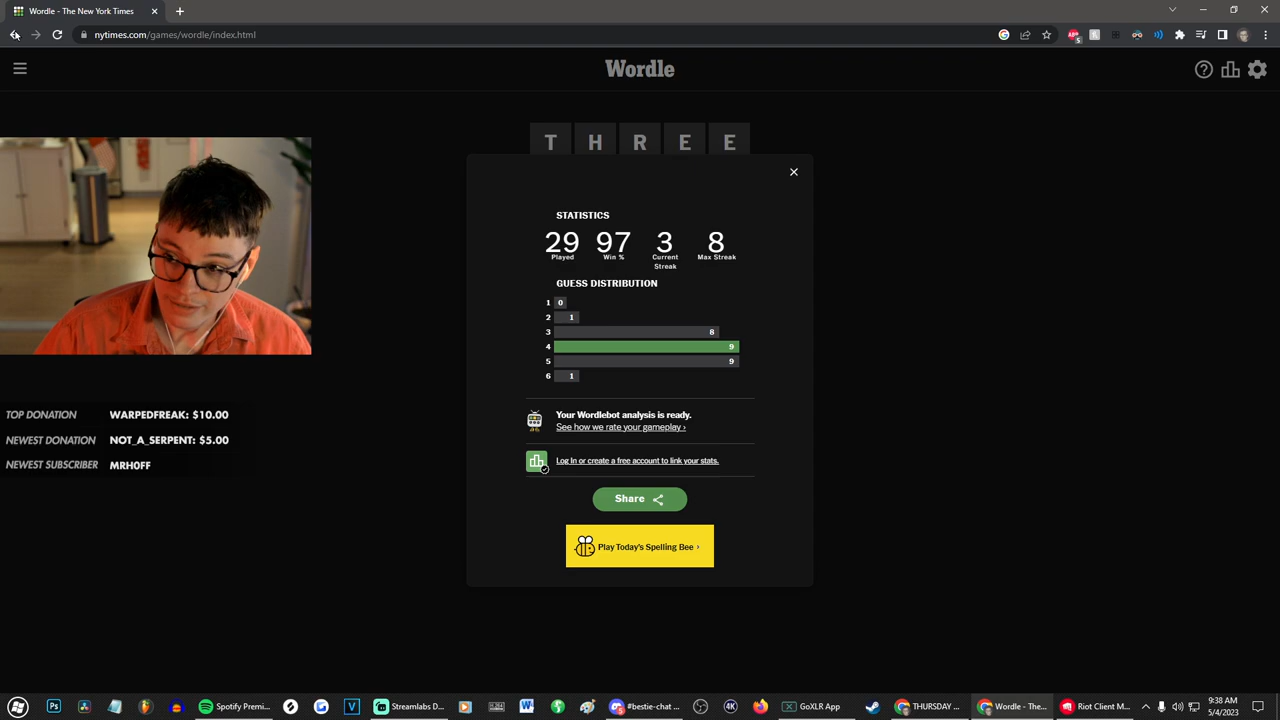 Wordle - The New York Times
nytimes.com/games/wordle/index.html
Wordle
T H R E E
STATISTICS
29 97 3 8
Played Win % Current Streak Max Streak
GUESS DISTRIBUTION
1 0
2 1
3 8
4 9
5 9
6 1
Your Wordlebot analysis is ready.
See how we rate your gameplay ›
Log In or create a free account to link your stats.
Share
Play Today's Spelling Bee ›
TOP DONATION WARPEDFREAK: $10.00
NEWEST DONATION NOT_A_SERPENT: $5.00
NEWEST SUBSCRIBER MRH0FF
Ps V Spotify Premi... Streamlabs D... W #bestie-chat ... 4K GoXLR App THURSDAY ... Wordle - The... Riot Client M... 9:38 AM
5/4/2023